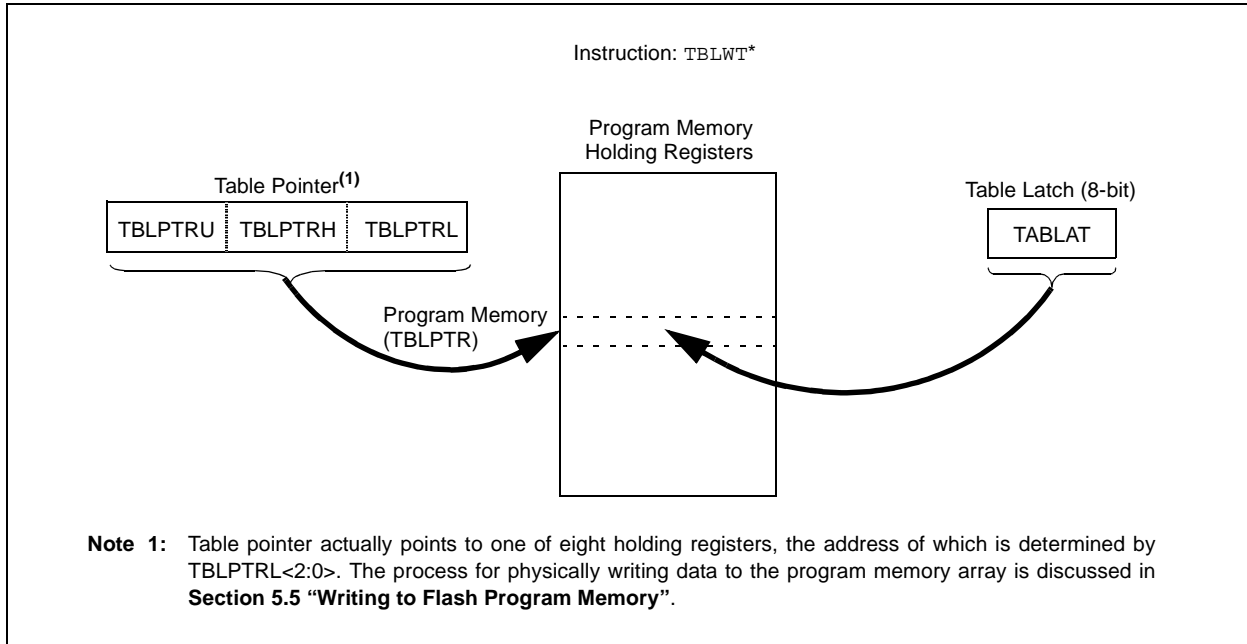 Instruction: TBLWT*
Program Memory
Holding Registers
Table Pointer(1)
Table Latch (8-bit)
TBLPTRU TBLPTRH TBLPTRL
TABLAT
Program Memory
(TBLPTR)
Note 1: Table pointer actually points to one of eight holding registers, the address of which is determined by
TBLPTRL<2:0>. The process for physically writing data to the program memory array is discussed in
Section 5.5 “Writing to Flash Program Memory”.